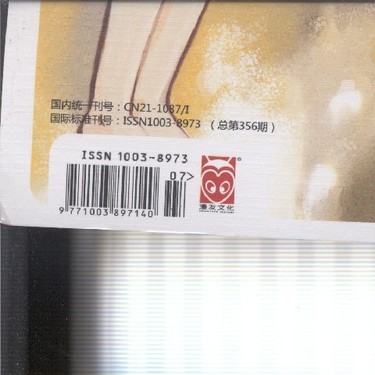 国内统一刊号：CN21-1087/I
国际标准刊号：ISSN1003-8973 （总第356期）
ISSN 1003-8973
07>
9 771003 897140
漫友文化